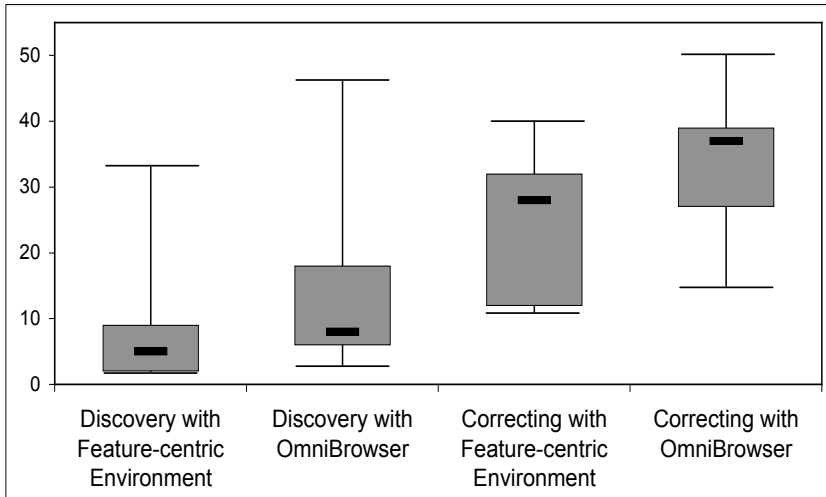 50
40
30
20
10
0
Discovery with
Feature-centric
Environment
Discovery with
OmniBrowser
Correcting with
Feature-centric
Environment
Correcting with
OmniBrowser